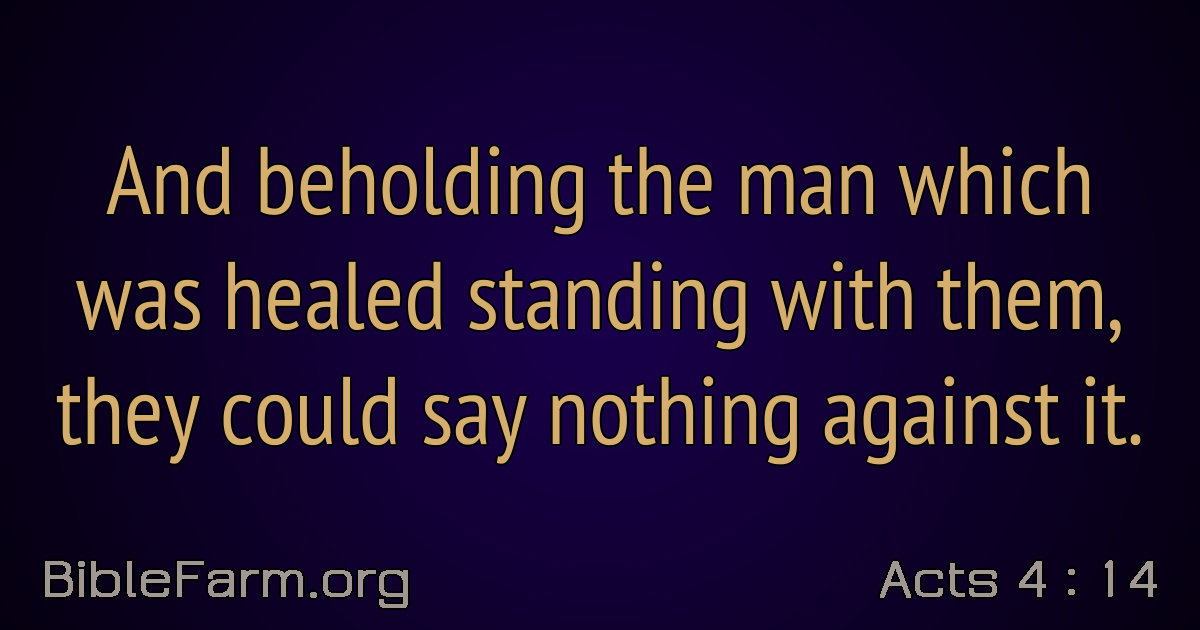 And beholding the man which
was healed standing with them,
they could say nothing against it.
BibleFarm.org
Acts 4 : 14